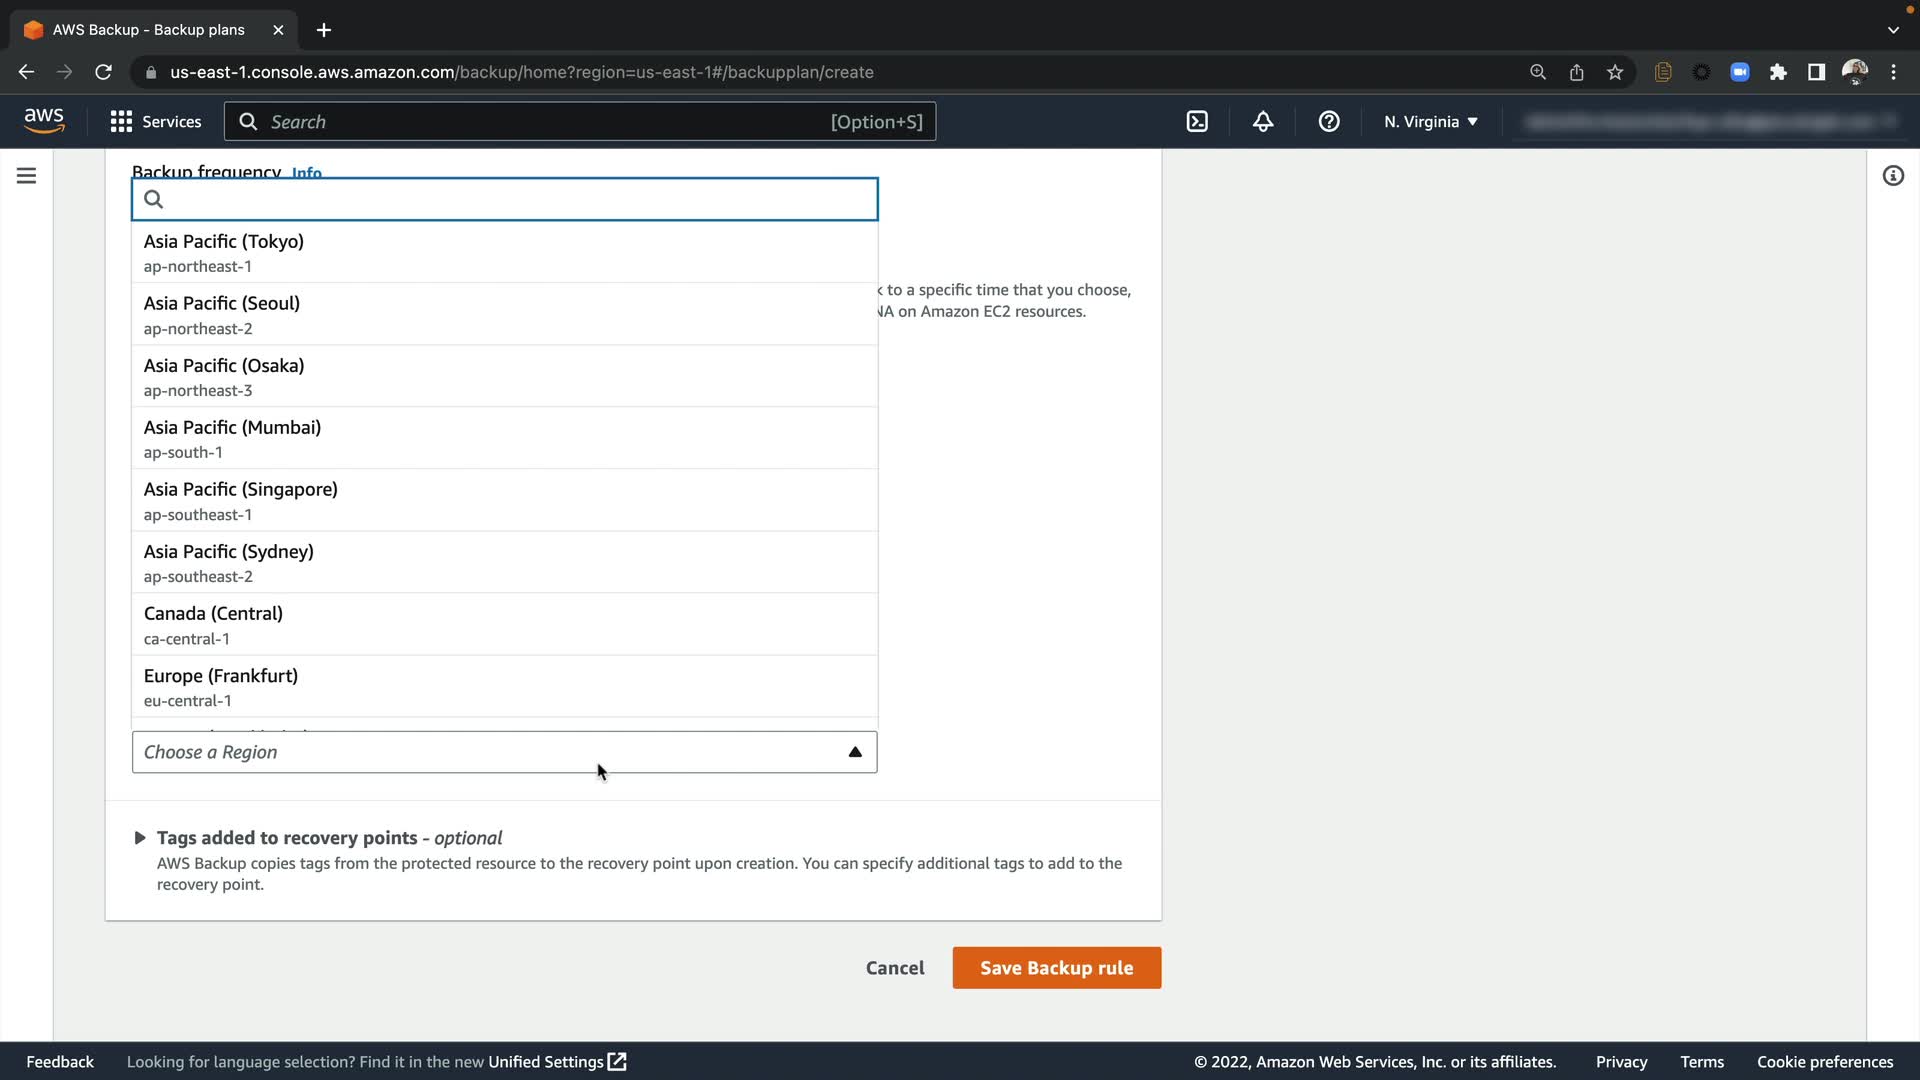 AWS Backup - Backup plans
us-east-1.console.aws.amazon.com/backup/home?region=us-east-1#/backupplan/create
aws
Services
Search
[Option+S]
N. Virginia
Backup frequency Info
Asia Pacific (Tokyo)
ap-northeast-1
Asia Pacific (Seoul)
ap-northeast-2
k to a specific time that you choose,
NA on Amazon EC2 resources.
Asia Pacific (Osaka)
ap-northeast-3
Asia Pacific (Mumbai)
ap-south-1
Asia Pacific (Singapore)
ap-southeast-1
Asia Pacific (Sydney)
ap-southeast-2
Canada (Central)
ca-central-1
Europe (Frankfurt)
eu-central-1
Choose a Region
Tags added to recovery points - optional
AWS Backup copies tags from the protected resource to the recovery point upon creation. You can specify additional tags to add to the
recovery point.
Cancel
Save Backup rule
Feedback
Looking for language selection? Find it in the new Unified Settings
© 2022, Amazon Web Services, Inc. or its affiliates.
Privacy
Terms
Cookie preferences